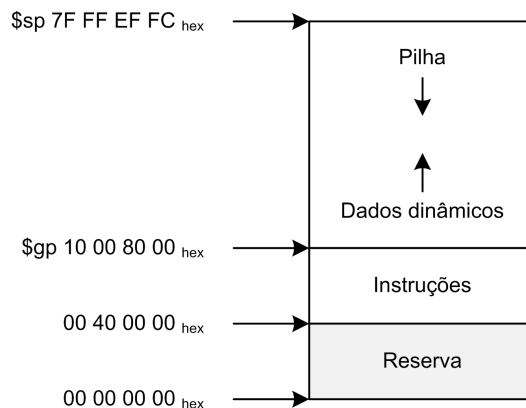 $sp 7F FF EF FC hex
Pilha
Dados dinâmicos
$gp 10 00 80 00 hex
Instruções
00 40 00 00 hex
Reserva
00 00 00 00 hex